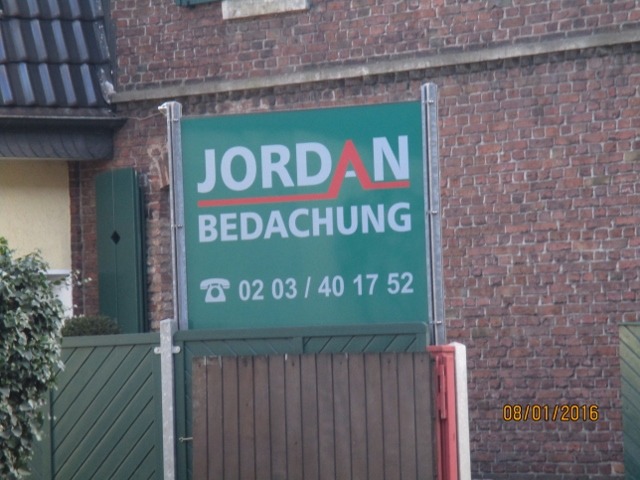 JORDAN
BEDACHUNG
☎ 02 03 / 40 17 52
08/01/2016